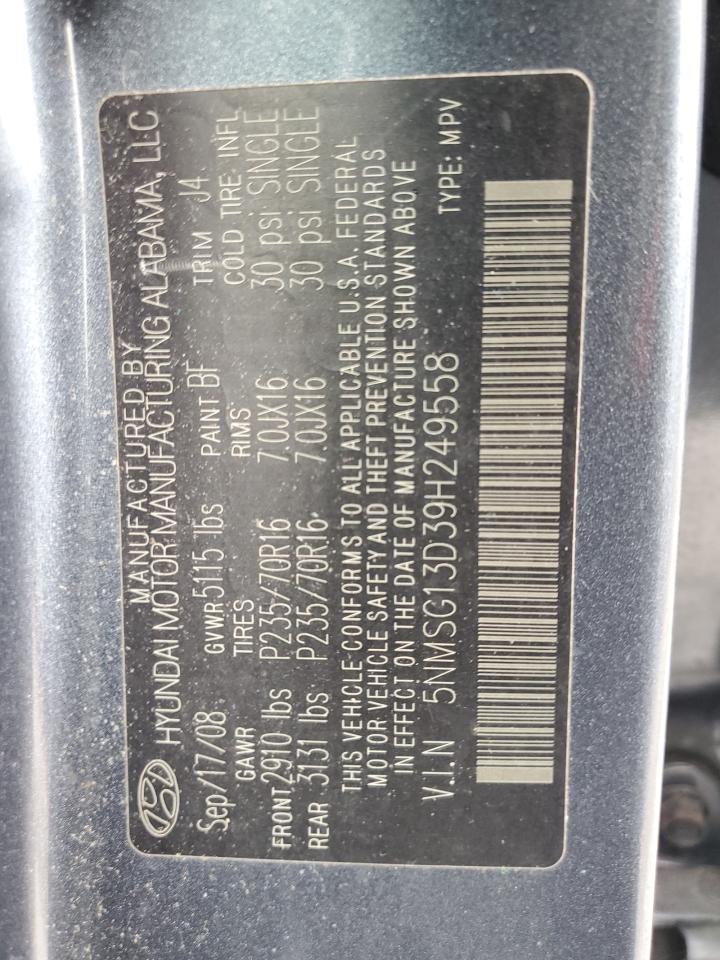 MANUFACTURED BY
HYUNDAI MOTOR MANUFACTURING ALABAMA, LLC
Sep/17/08 GVWR 5115 lbs PAINT BF TRIM J4
GAWR TIRES RIMS COLD TIRE INFL
FRONT 2910 lbs P235/70R16 7.0JX16 30 psi SINGLE
REAR 3131 lbs P235/70R16 7.0JX16 30 psi SINGLE
THIS VEHICLE CONFORMS TO ALL APPLICABLE U.S.A. FEDERAL
MOTOR VEHICLE SAFETY AND THEFT PREVENTION STANDARDS
IN EFFECT ON THE DATE OF MANUFACTURE SHOWN ABOVE
V.I.N 5NMSG13D39H249558 TYPE: MPV